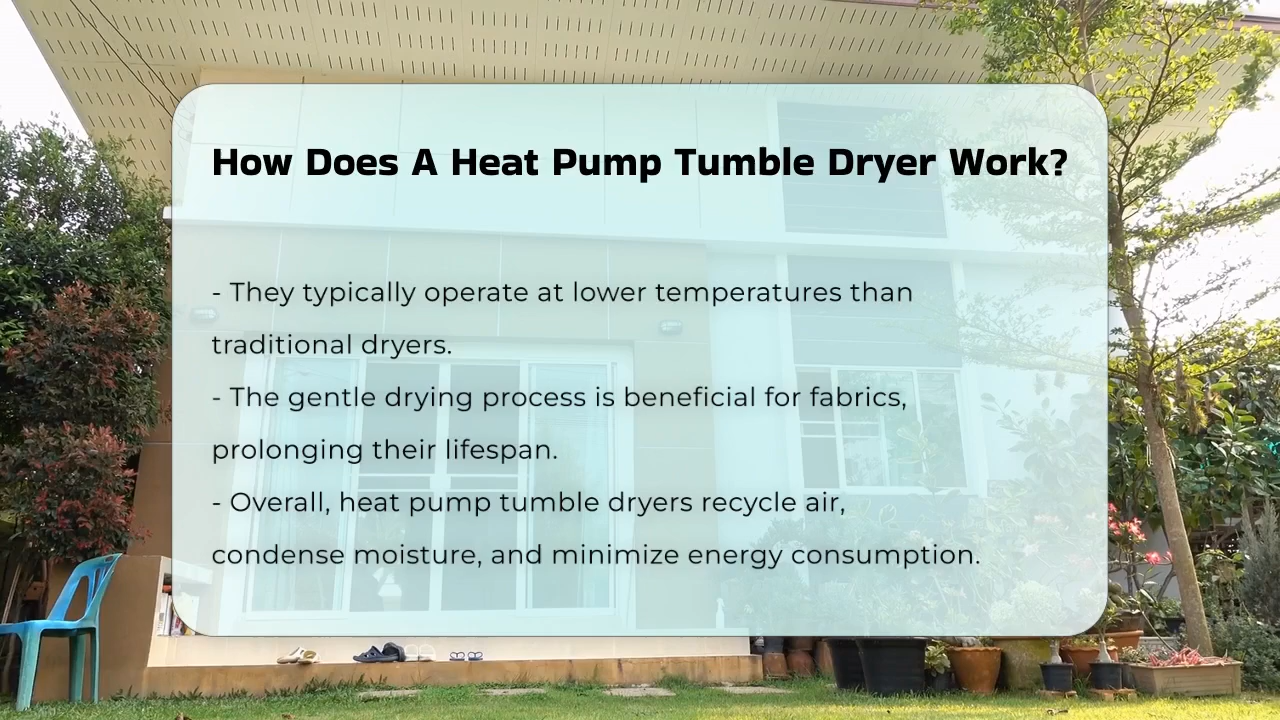 How Does A Heat Pump Tumble Dryer Work?
- They typically operate at lower temperatures than
traditional dryers.
- The gentle drying process is beneficial for fabrics,
prolonging their lifespan.
- Overall, heat pump tumble dryers recycle air,
condense moisture, and minimize energy consumption.